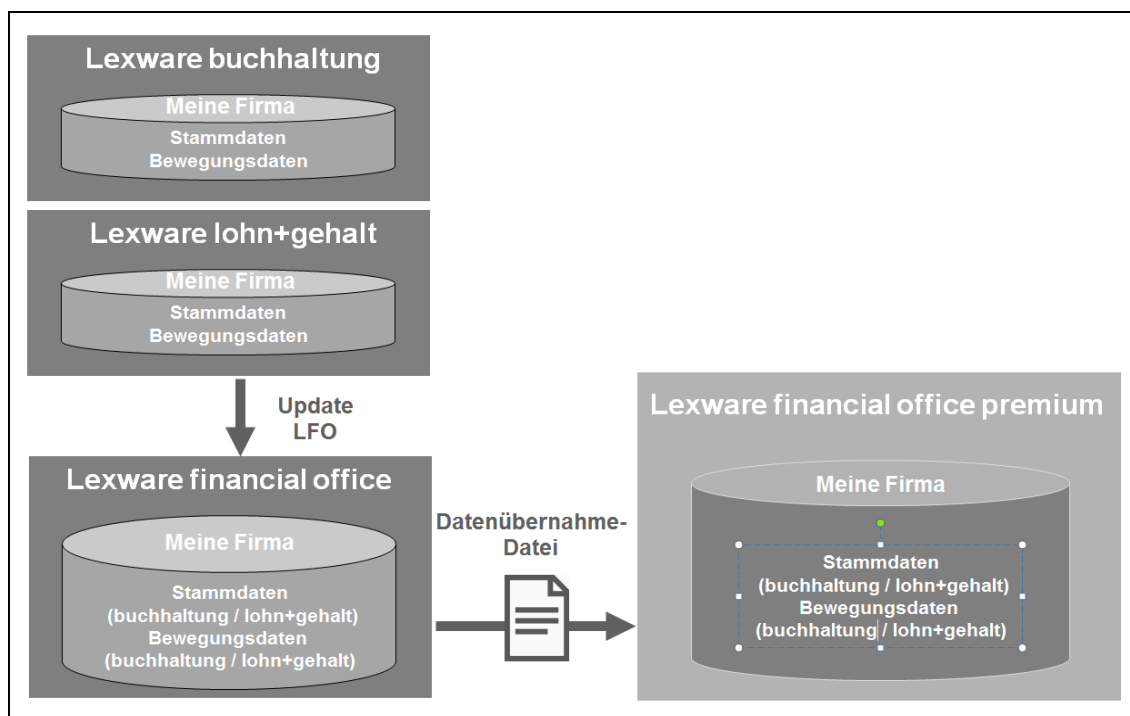 Lexware buchhaltung
Meine Firma
Stammdaten
Bewegungsdaten
Lexware lohn+gehalt
Meine Firma
Stammdaten
Bewegungsdaten
Update
LFO
Lexware financial office
Meine Firma
Stammdaten
(buchhaltung / lohn+gehalt)
Bewegungsdaten
(buchhaltung / lohn+gehalt)
Datenübernahme-
Datei
Lexware financial office premium
Meine Firma
Stammdaten
(buchhaltung / lohn+gehalt)
Bewegungsdaten
(buchhaltung / lohn+gehalt)